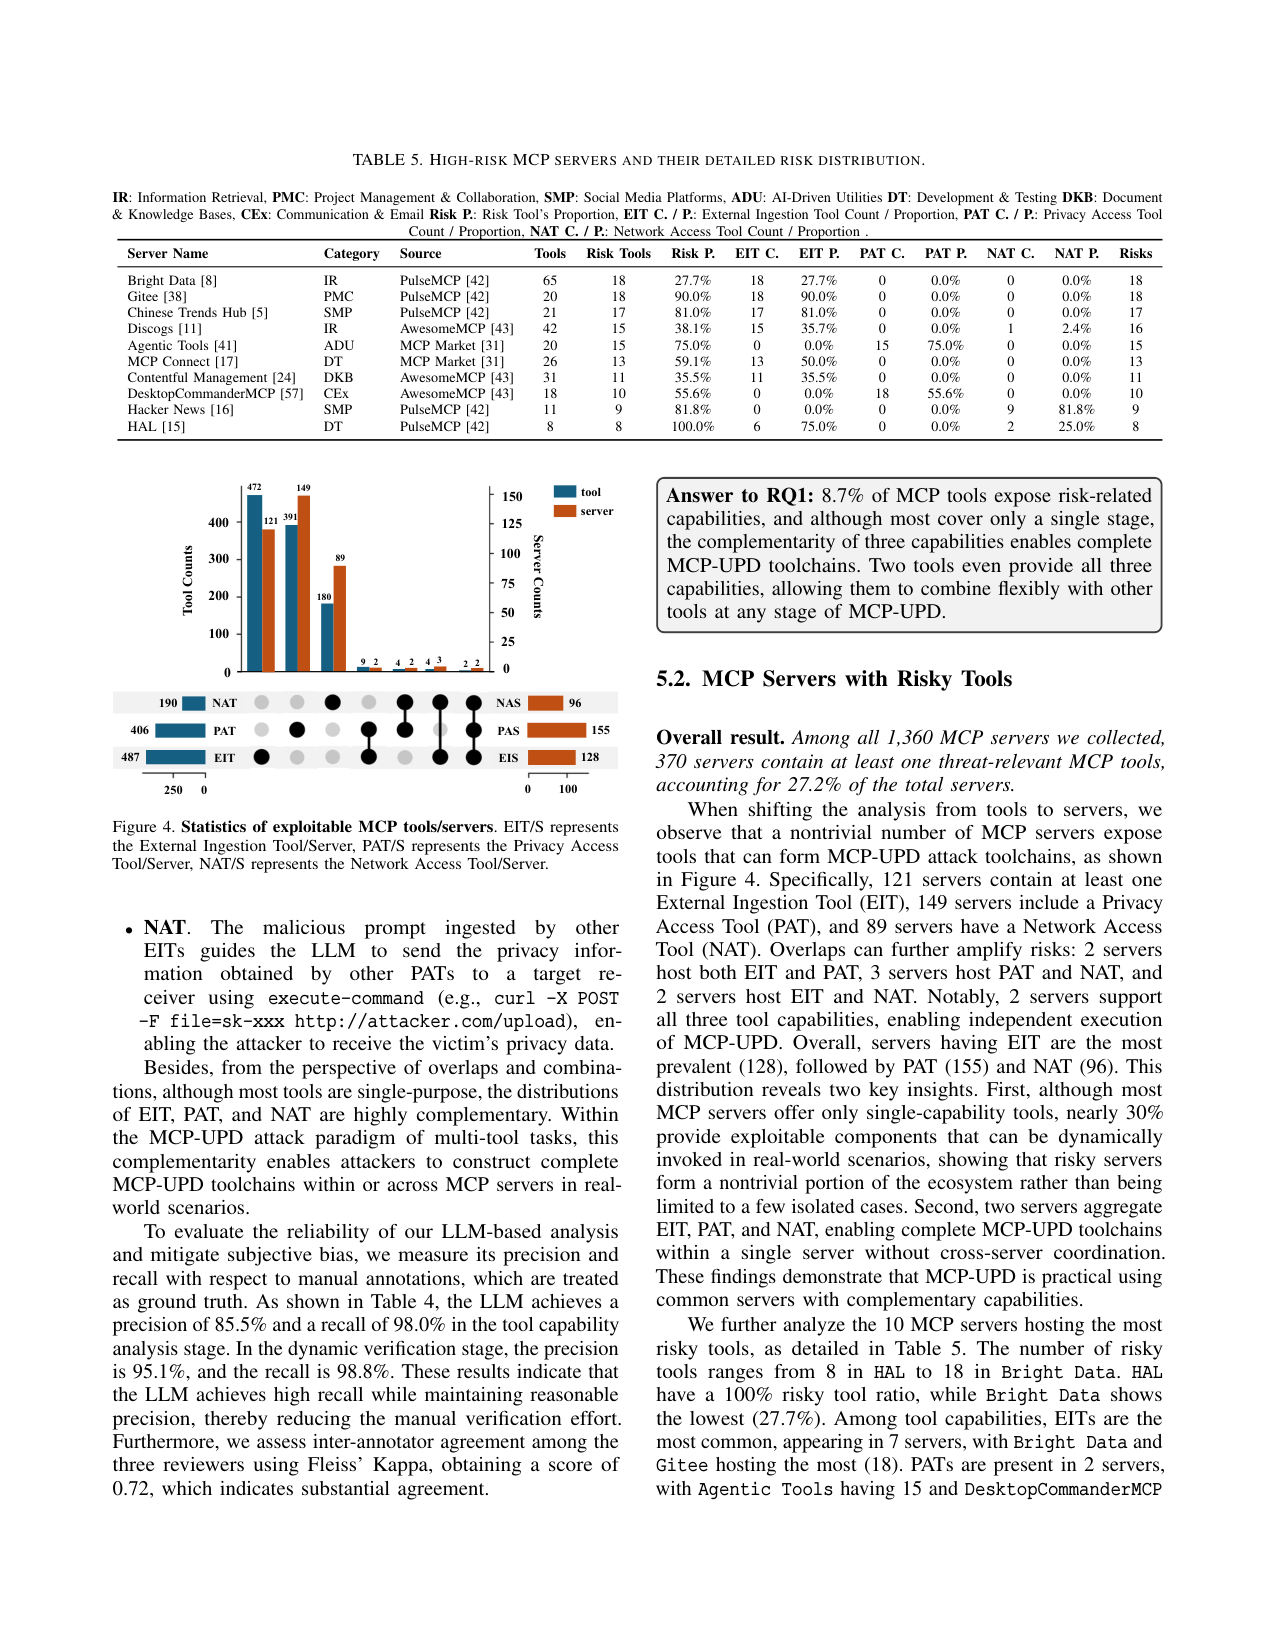 TABLE 5. HIGH-RISK MCP SERVERS AND THEIR DETAILED RISK DISTRIBUTION.
IR: Information Retrieval, PMC: Project Management & Collaboration, SMP: Social Media Platforms, ADU: AI-Driven Utilities DT: Development & Testing DKB: Document
& Knowledge Bases, CEx: Communication & Email Risk P.: Risk Tool's Proportion, EIT C. / P.: External Ingestion Tool Count / Proportion, PAT C. / P.: Privacy Access Tool
Count / Proportion, NAT C. / P.: Network Access Tool Count / Proportion .
Server Name Category Source Tools Risk Tools Risk P. EIT C. EIT P. PAT C. PAT P. NAT C. NAT P. Risks
Bright Data [8] IR PulseMCP [42] 65 18 27.7% 18 27.7% 0 0.0% 0 0.0% 18
Gitee [38] PMC PulseMCP [42] 20 18 90.0% 18 90.0% 0 0.0% 0 0.0% 18
Chinese Trends Hub [5] SMP PulseMCP [42] 21 17 81.0% 17 81.0% 0 0.0% 0 0.0% 17
Discogs [11] IR AwesomeMCP [43] 42 15 38.1% 15 35.7% 0 0.0% 1 2.4% 16
Agentic Tools [41] ADU MCP Market [31] 20 15 75.0% 0 0.0% 15 75.0% 0 0.0% 15
MCP Connect [17] DT MCP Market [31] 26 13 59.1% 13 50.0% 0 0.0% 0 0.0% 13
Contentful Management [24] DKB AwesomeMCP [43] 31 11 35.5% 11 35.5% 0 0.0% 0 0.0% 11
DesktopCommanderMCP [57] CEx AwesomeMCP [43] 18 10 55.6% 0 0.0% 18 55.6% 0 0.0% 10
Hacker News [16] SMP PulseMCP [42] 11 9 81.8% 0 0.0% 0 0.0% 9 81.8% 9
HAL [15] DT PulseMCP [42] 8 8 100.0% 6 75.0% 0 0.0% 2 25.0% 8
472 149
121 391
89
180
9 2 4 2 4 3 2 2
Tool Counts
400
300
200
100
0
150
125
100
75
50
25
0
Server Counts
tool
server
190 NAT NAS 96
406 PAT PAS 155
487 EIT EIS 128
250 0 0 100
Figure 4. Statistics of exploitable MCP tools/servers. EIT/S represents
the External Ingestion Tool/Server, PAT/S represents the Privacy Access
Tool/Server, NAT/S represents the Network Access Tool/Server.
• NAT. The malicious prompt ingested by other
EITs guides the LLM to send the privacy infor-
mation obtained by other PATs to a target re-
ceiver using execute-command (e.g., curl -X POST
-F file=sk-xxx http://attacker.com/upload), en-
abling the attacker to receive the victim's privacy data.
Besides, from the perspective of overlaps and combina-
tions, although most tools are single-purpose, the distributions
of EIT, PAT, and NAT are highly complementary. Within
the MCP-UPD attack paradigm of multi-tool tasks, this
complementarity enables attackers to construct complete
MCP-UPD toolchains within or across MCP servers in real-
world scenarios.
To evaluate the reliability of our LLM-based analysis
and mitigate subjective bias, we measure its precision and
recall with respect to manual annotations, which are treated
as ground truth. As shown in Table 4, the LLM achieves a
precision of 85.5% and a recall of 98.0% in the tool capability
analysis stage. In the dynamic verification stage, the precision
is 95.1%, and the recall is 98.8%. These results indicate that
the LLM achieves high recall while maintaining reasonable
precision, thereby reducing the manual verification effort.
Furthermore, we assess inter-annotator agreement among the
three reviewers using Fleiss' Kappa, obtaining a score of
0.72, which indicates substantial agreement.
Answer to RQ1: 8.7% of MCP tools expose risk-related
capabilities, and although most cover only a single stage,
the complementarity of three capabilities enables complete
MCP-UPD toolchains. Two tools even provide all three
capabilities, allowing them to combine flexibly with other
tools at any stage of MCP-UPD.
5.2. MCP Servers with Risky Tools
Overall result. Among all 1,360 MCP servers we collected,
370 servers contain at least one threat-relevant MCP tools,
accounting for 27.2% of the total servers.
When shifting the analysis from tools to servers, we
observe that a nontrivial number of MCP servers expose
tools that can form MCP-UPD attack toolchains, as shown
in Figure 4. Specifically, 121 servers contain at least one
External Ingestion Tool (EIT), 149 servers include a Privacy
Access Tool (PAT), and 89 servers have a Network Access
Tool (NAT). Overlaps can further amplify risks: 2 servers
host both EIT and PAT, 3 servers host PAT and NAT, and
2 servers host EIT and NAT. Notably, 2 servers support
all three tool capabilities, enabling independent execution
of MCP-UPD. Overall, servers having EIT are the most
prevalent (128), followed by PAT (155) and NAT (96). This
distribution reveals two key insights. First, although most
MCP servers offer only single-capability tools, nearly 30%
provide exploitable components that can be dynamically
invoked in real-world scenarios, showing that risky servers
form a nontrivial portion of the ecosystem rather than being
limited to a few isolated cases. Second, two servers aggregate
EIT, PAT, and NAT, enabling complete MCP-UPD toolchains
within a single server without cross-server coordination.
These findings demonstrate that MCP-UPD is practical using
common servers with complementary capabilities.
We further analyze the 10 MCP servers hosting the most
risky tools, as detailed in Table 5. The number of risky
tools ranges from 8 in HAL to 18 in Bright Data. HAL
have a 100% risky tool ratio, while Bright Data shows
the lowest (27.7%). Among tool capabilities, EITs are the
most common, appearing in 7 servers, with Bright Data and
Gitee hosting the most (18). PATs are present in 2 servers,
with Agentic Tools having 15 and DesktopCommanderMCP